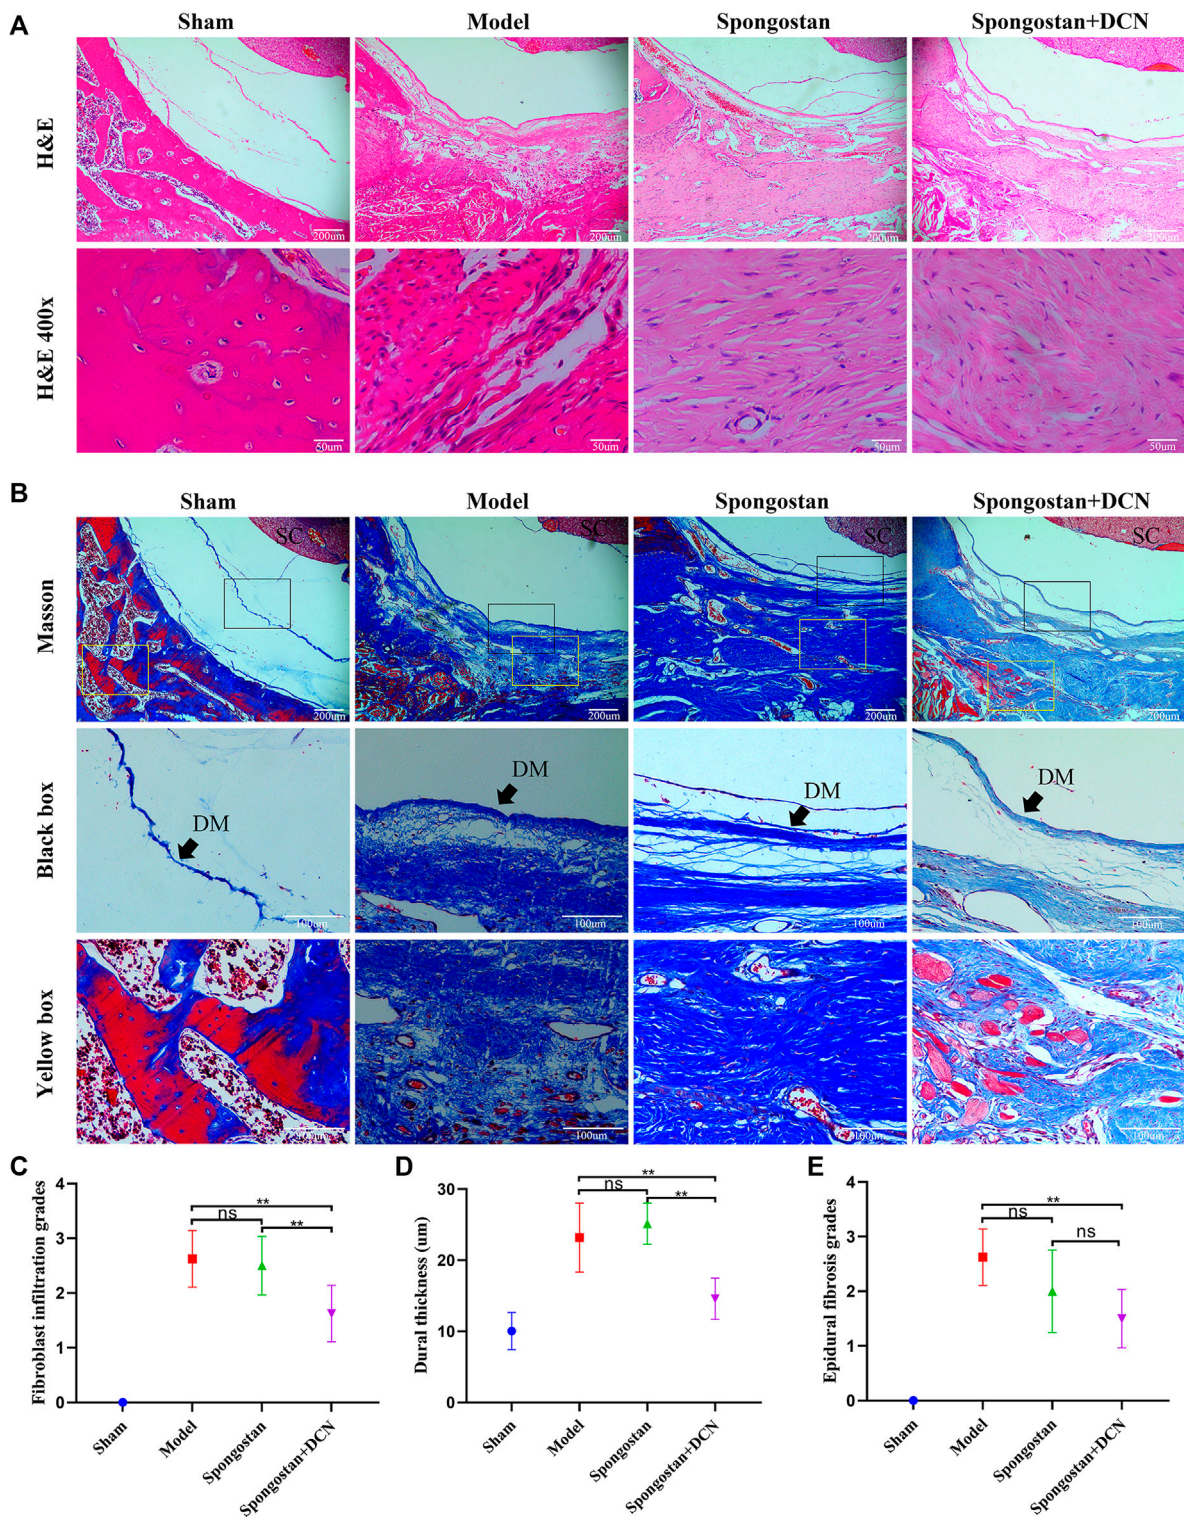 A
Sham Model Spongostan Spongostan+DCN
H&E
200um 200um 200um 200um
H&E 400x
50um 50um 50um 50um
B
Sham Model Spongostan Spongostan+DCN
Masson
SC SC SC SC
200um 200um 200um 200um
Black box
DM DM DM DM
100um 100um 100um 100um
Yellow box
100um 100um 100um
C
Fibroblast infiltration grades
4
3
2
1
0
** 
ns
**
Sham Model Spongostan Spongostan+DCN
D
Dural thickness (um)
30
20
10
0
**
ns
**
Sham Model Spongostan Spongostan+DCN
E
Epidural fibrosis grades
4
3
2
1
0
**
ns
ns
Sham Model Spongostan Spongostan+DCN